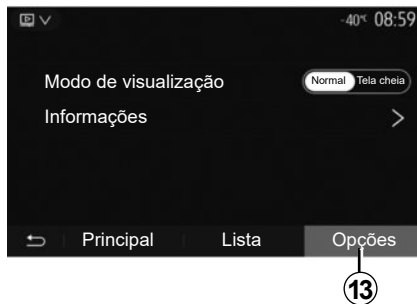 -40°C 08:59
Modo de visualização Normal Tela cheia
Informações
Principal Lista Opções
13